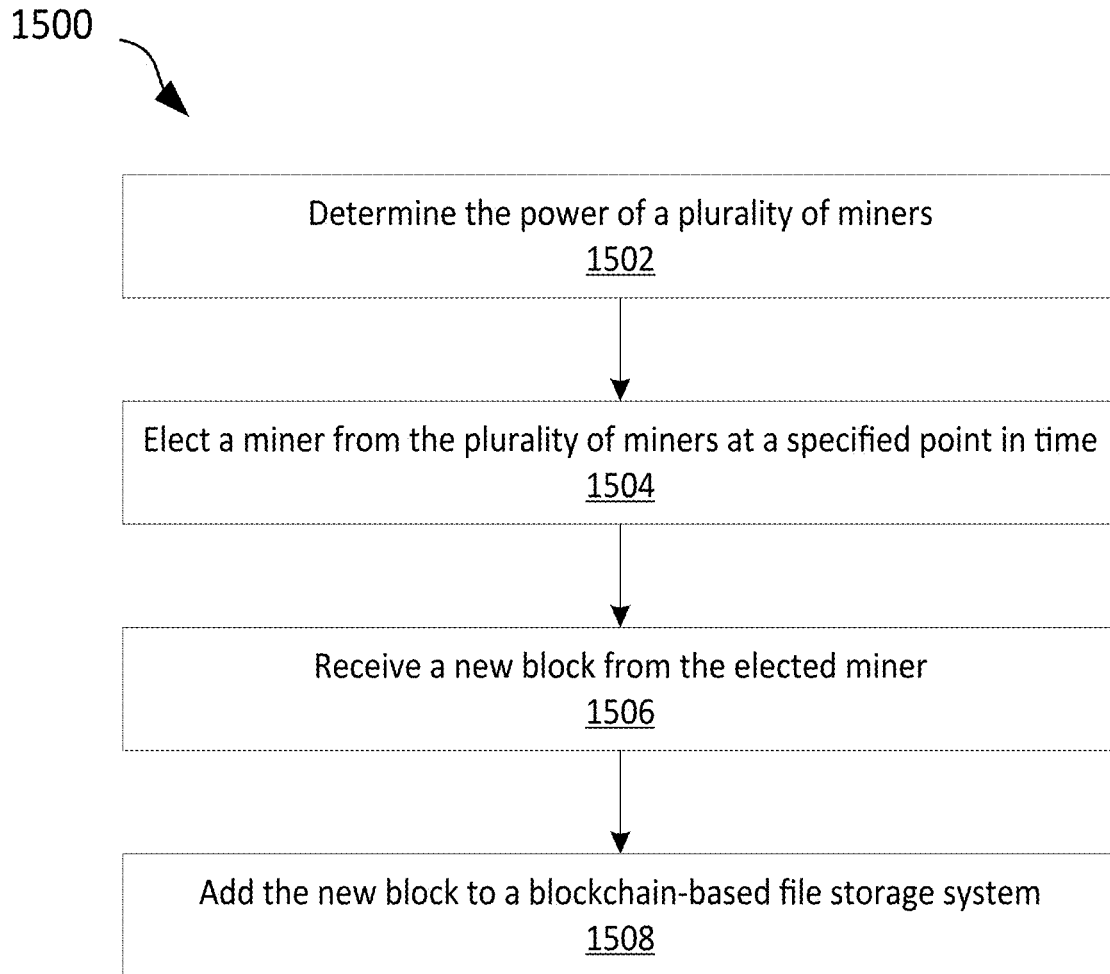 1500
Determine the power of a plurality of miners
1502
Elect a miner from the plurality of miners at a specified point in time
1504
Receive a new block from the elected miner
1506
Add the new block to a blockchain-based file storage system
1508